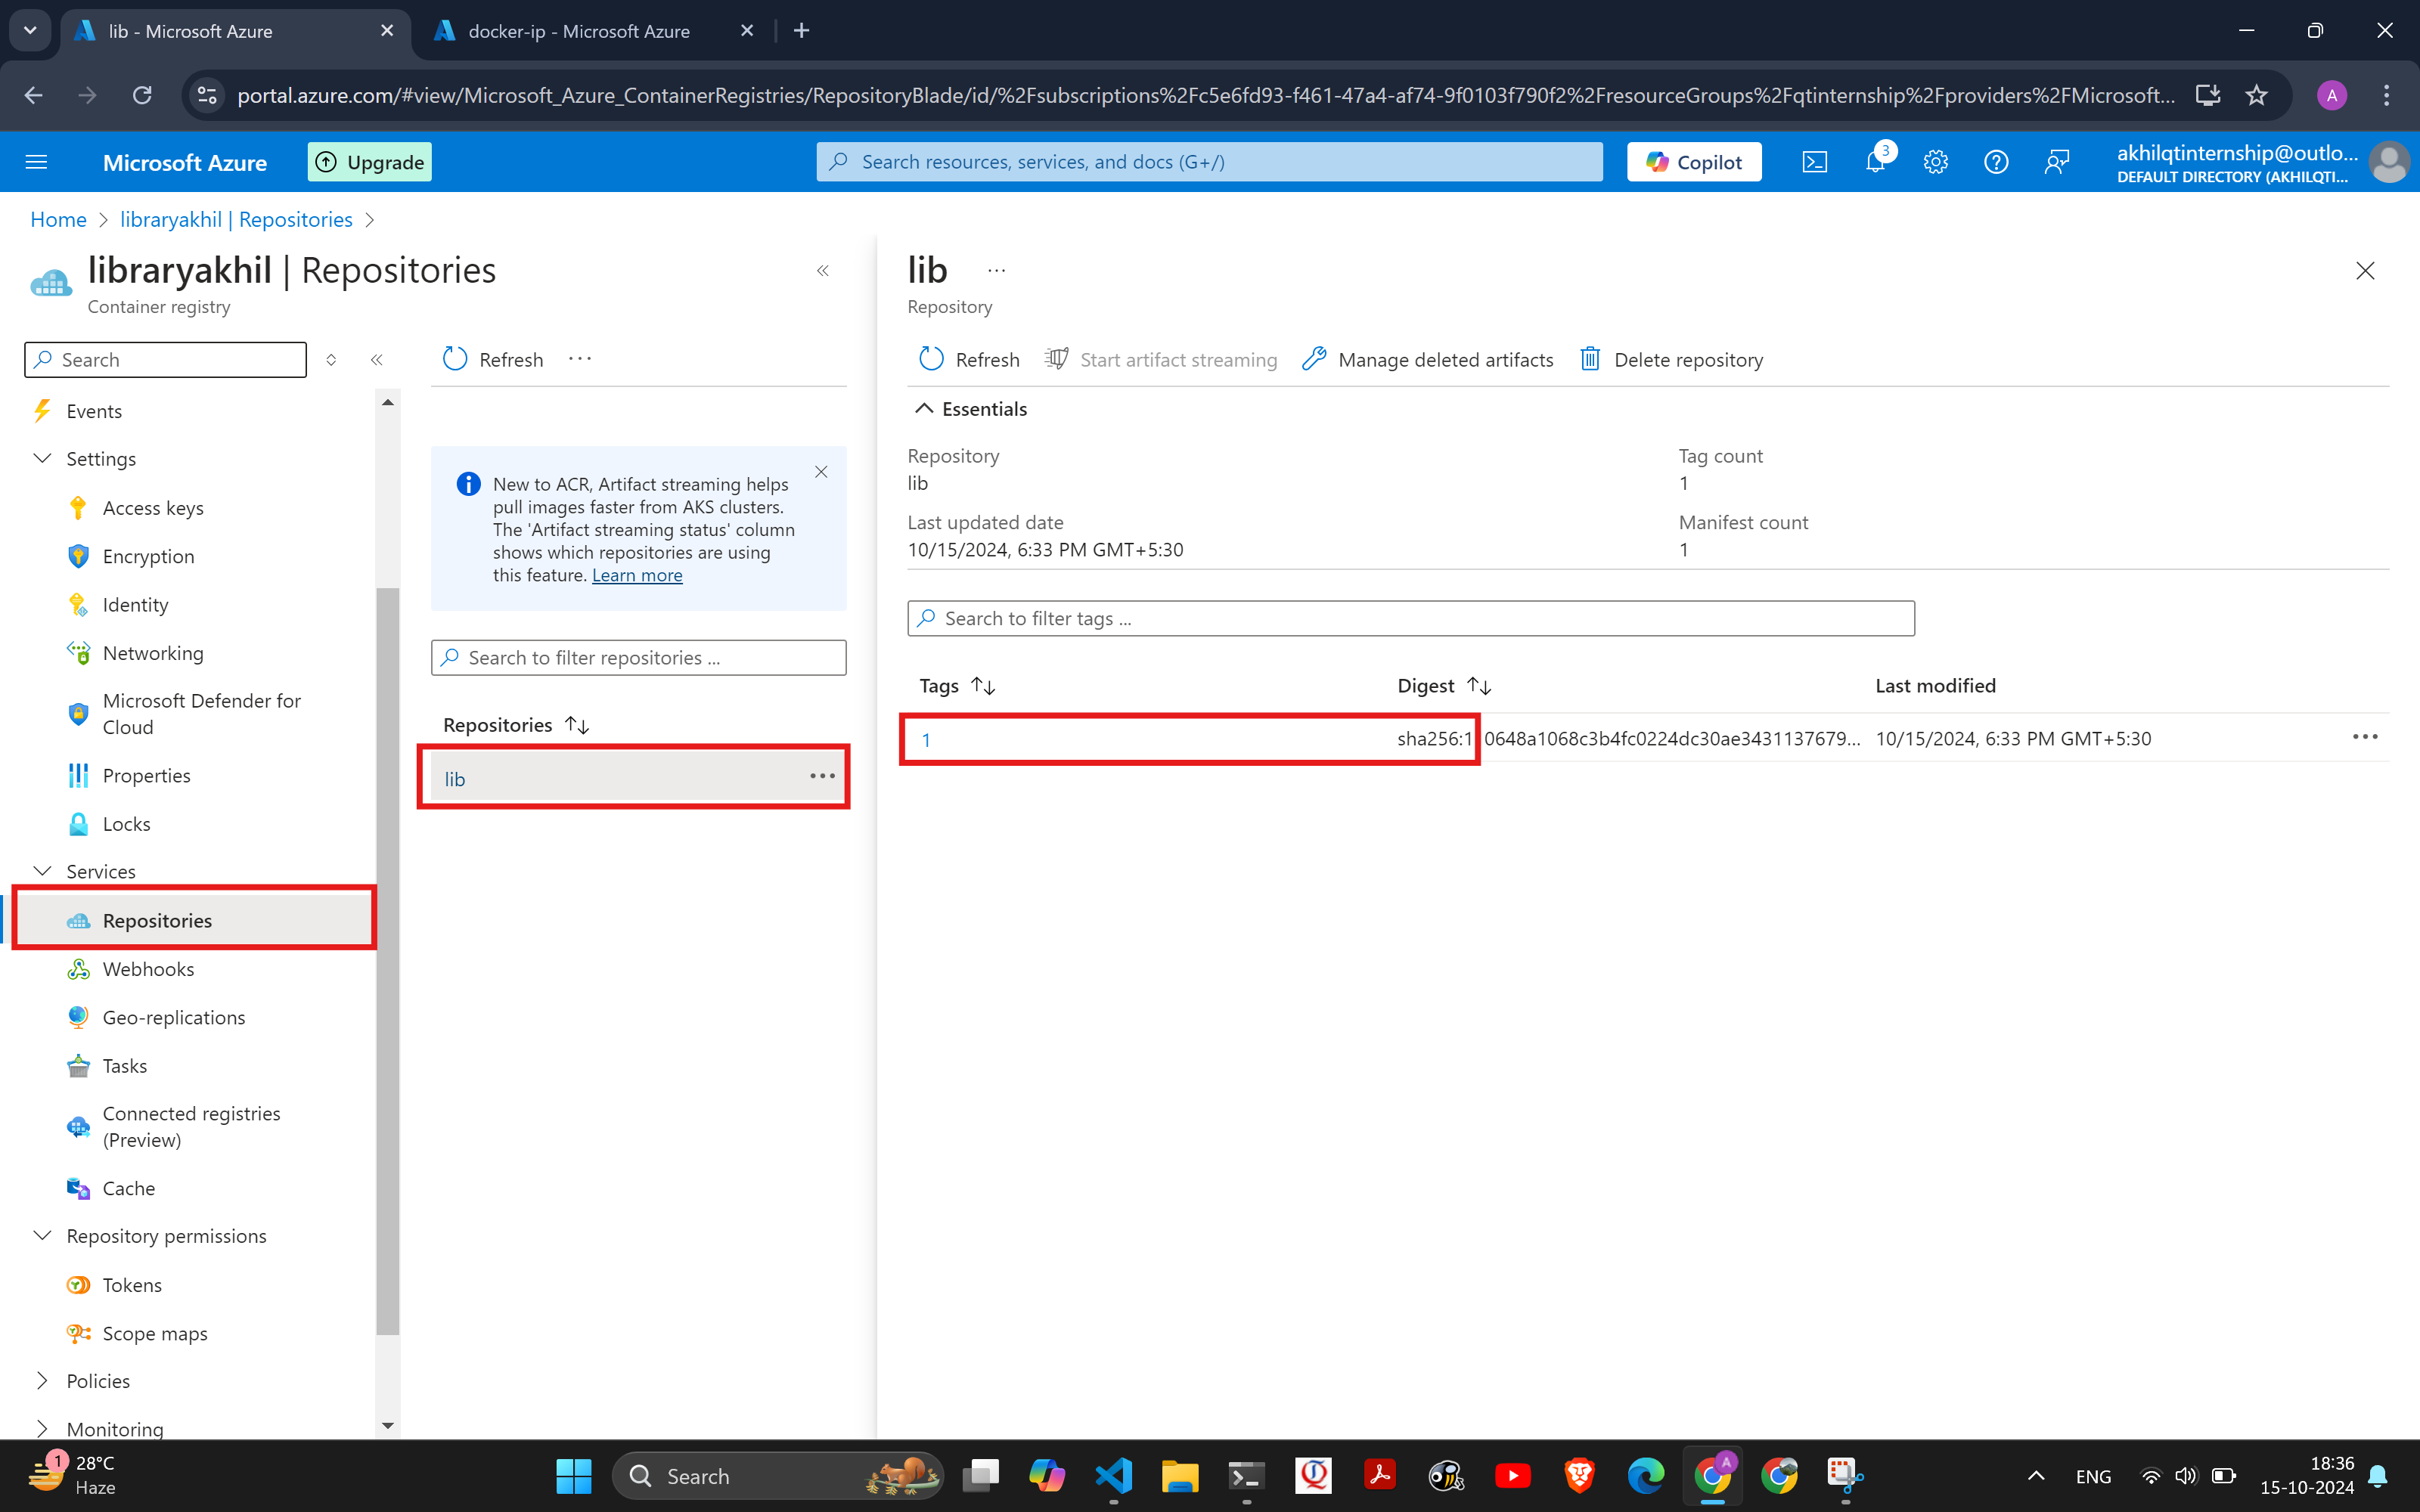 lib - Microsoft Azure
docker-ip - Microsoft Azure
portal.azure.com/#view/Microsoft_Azure_ContainerRegistries/RepositoryBlade/id/%2Fsubscriptions%2Fc5e6fd93-f461-47a4-af74-9f0103f790f2%2FresourceGroups%2Fqtinternship%2Fproviders%2FMicrosoft...
A
Microsoft Azure
Upgrade
Search resources, services, and docs (G+/)
Copilot
3
akhilqtinternship@outlo...
DEFAULT DIRECTORY (AKHILQTI...
Home > libraryakhil | Repositories >
libraryakhil | Repositories
Container registry
Search
Events
Settings
Access keys
Encryption
Identity
Networking
Microsoft Defender for
Cloud
Properties
Locks
Services
Repositories
Webhooks
Geo-replications
Tasks
Connected registries
(Preview)
Cache
Repository permissions
Tokens
Scope maps
Policies
Monitoring
Refresh ...
New to ACR, Artifact streaming helps
pull images faster from AKS clusters.
The 'Artifact streaming status' column
shows which repositories are using
this feature. Learn more
Search to filter repositories ...
Repositories
lib ...
lib ...
Repository
Refresh Start artifact streaming Manage deleted artifacts Delete repository
Essentials
Repository
lib
Last updated date
10/15/2024, 6:33 PM GMT+5:30
Tag count
1
Manifest count
1
Search to filter tags ...
Tags Digest Last modified
1 sha256:1 0648a1068c3b4fc0224dc30ae3431137679... 10/15/2024, 6:33 PM GMT+5:30 ...
1
28°C
Haze
Search
A
ENG
18:36
15-10-2024